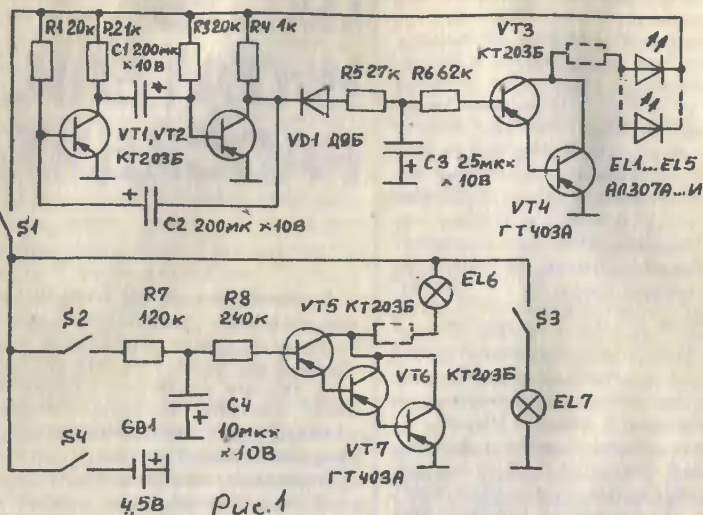 R1 20к
R2 1к
C1 200мк
×10В
R3 20к
R4 1к
VT1, VT2
КТ203Б
C2 200мк ×10В
VD1 Д9Б
R5 27к
R6 62к
C3 25мк×
×10В
VT3
КТ203Б
VT4
ГТ403А
EL1...EL5
АЛ307А...И
S1
S2
R7
120к
R8
240к
VT5 КТ203Б
EL6
S3
C4
10мк×
×10В
VT6 КТ203Б
VT7
ГТ403А
EL7
S4
GB1
4,5В
Рис. 1